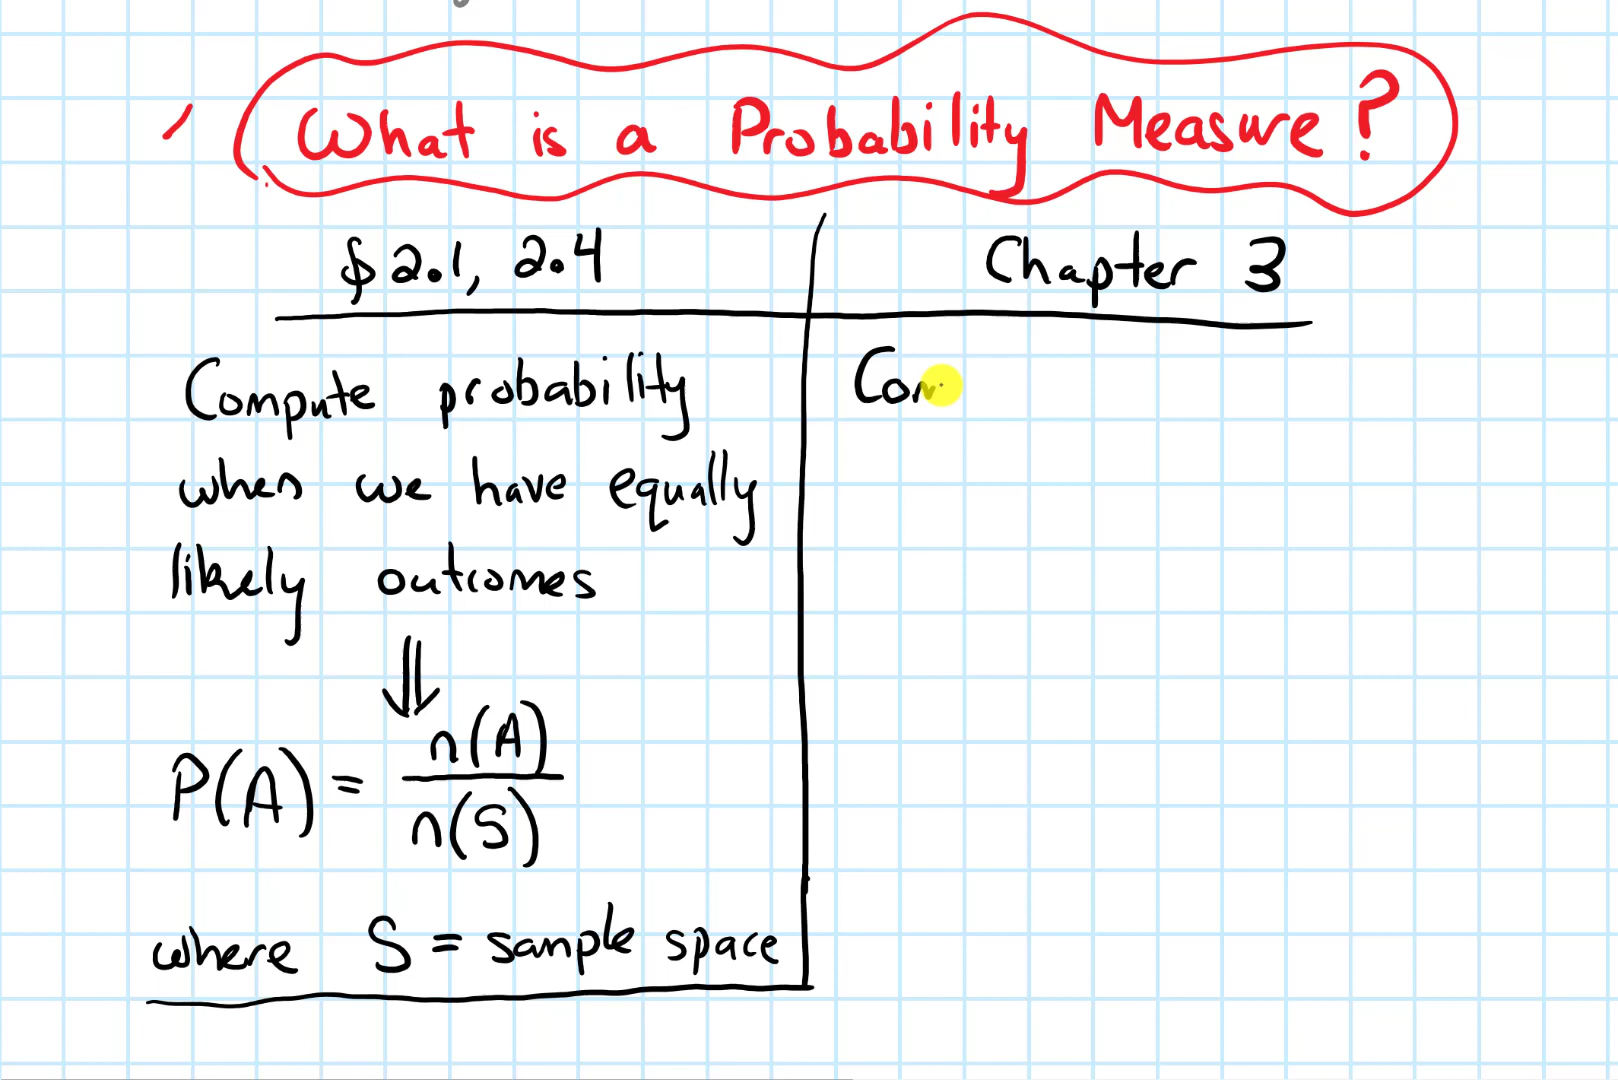 What is a Probability Measure?
§ 2.1, 2.4
Chapter 3
Compute probability
when we have equally
likely outcomes
⇓
P(A) = n(A) / n(S)
where S = sample space
Com